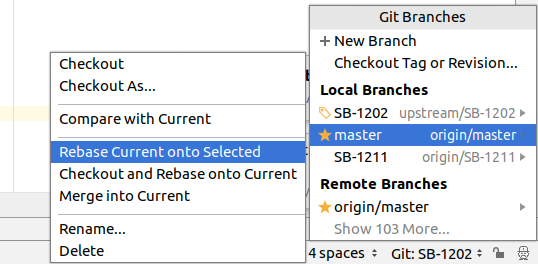 Git Branches
+ New Branch
Checkout Tag or Revision...
Local Branches
SB-1202 upstream/SB-1202
master origin/master
SB-1211 origin/SB-1211
Remote Branches
origin/master
Show 103 More...
Checkout
Checkout As...
Compare with Current
Rebase Current onto Selected
Checkout and Rebase onto Current
Merge into Current
Rename...
Delete
4 spaces Git: SB-1202